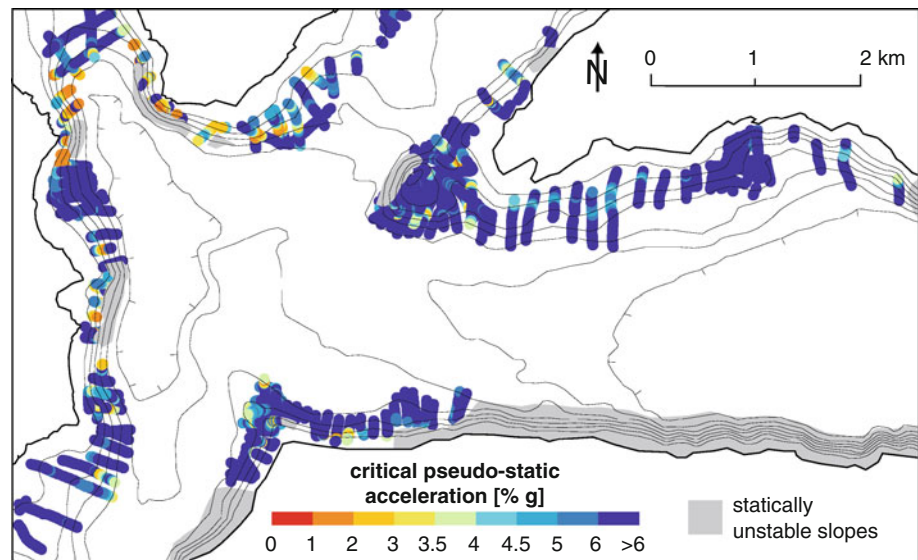 N
0 1 2 km
critical pseudo-static
acceleration [% g]
0 1 2 3 3.5 4 4.5 5 6 >6
statically
unstable slopes